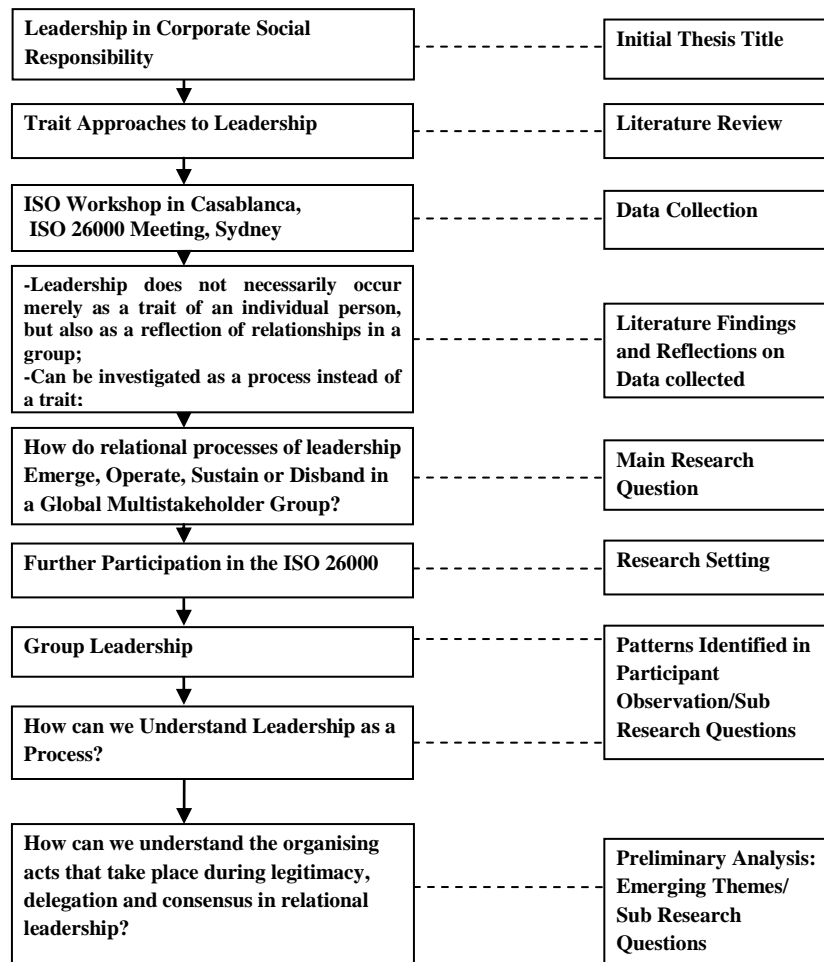 Leadership in Corporate Social
Responsibility
Initial Thesis Title
Trait Approaches to Leadership
Literature Review
ISO Workshop in Casablanca,
ISO 26000 Meeting, Sydney
Data Collection
-Leadership does not necessarily occur
merely as a trait of an individual person,
but also as a reflection of relationships in a
group;
-Can be investigated as a process instead of
a trait;
Literature Findings
and Reflections on
Data collected
How do relational processes of leadership
Emerge, Operate, Sustain or Disband in
a Global Multistakeholder Group?
Main Research
Question
Further Participation in the ISO 26000
Research Setting
Group Leadership
Patterns Identified in
Participant
Observation/Sub
Research Questions
How can we Understand Leadership as a
Process?
How can we understand the organising
acts that take place during legitimacy,
delegation and consensus in relational
leadership?
Preliminary Analysis:
Emerging Themes/
Sub Research
Questions